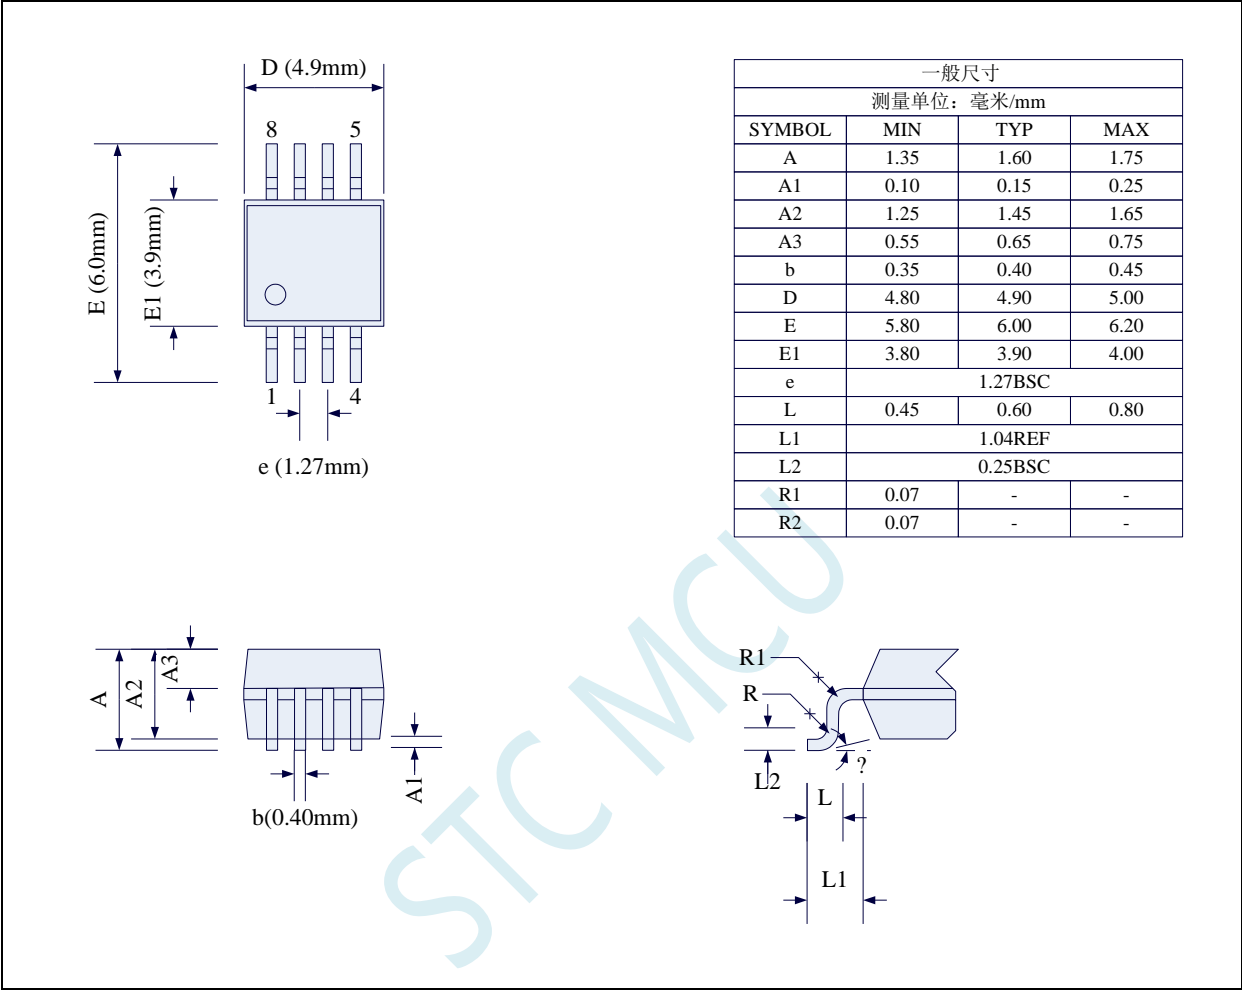 D (4.9mm)
8 5
E (6.0mm)
E1 (3.9mm)
1 4
e (1.27mm)
一般尺寸
测量单位：毫米/mm
SYMBOL MIN TYP MAX
A 1.35 1.60 1.75
A1 0.10 0.15 0.25
A2 1.25 1.45 1.65
A3 0.55 0.65 0.75
b 0.35 0.40 0.45
D 4.80 4.90 5.00
E 5.80 6.00 6.20
E1 3.80 3.90 4.00
e 1.27BSC
L 0.45 0.60 0.80
L1 1.04REF
L2 0.25BSC
R1 0.07 - -
R2 0.07 - -
A
A2
A3
A1
b(0.40mm)
R1
R
L2
?
L
L1
STC MCU